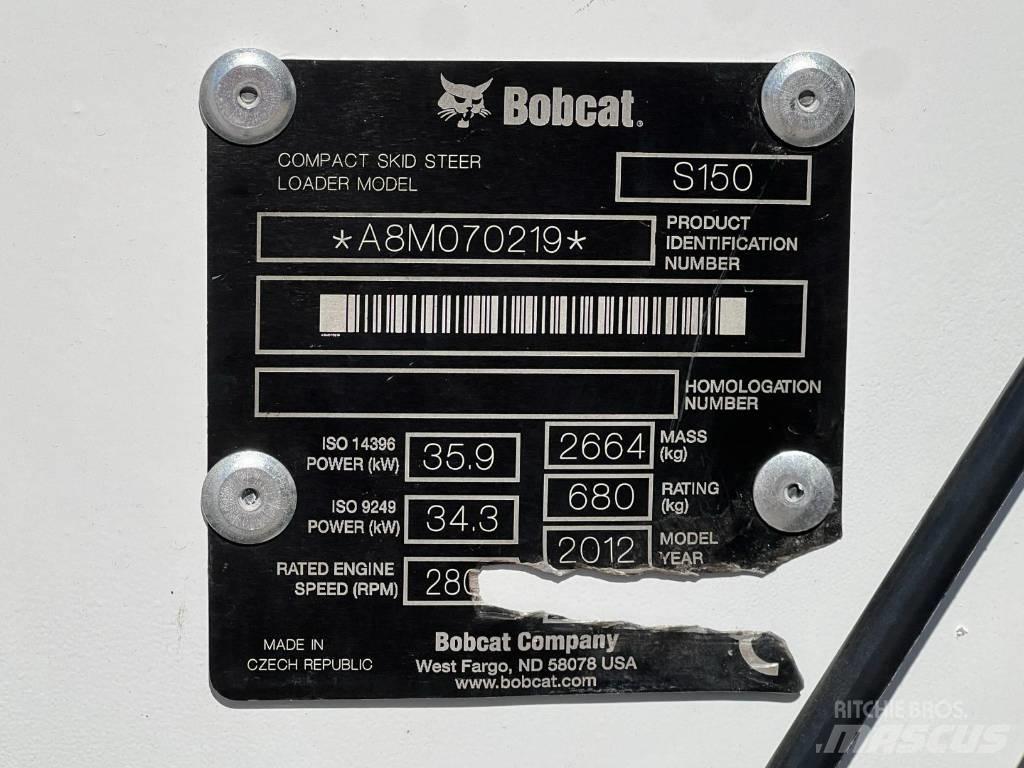 Bobcat®
COMPACT SKID STEER
LOADER MODEL
S150
*A8M070219*
PRODUCT
IDENTIFICATION
NUMBER
HOMOLOGATION
NUMBER
ISO 14396
POWER (kW)
35.9
2664
MASS
(kg)
ISO 9249
POWER (kW)
34.3
680
RATING
(kg)
2012
MODEL
YEAR
RATED ENGINE
SPEED (RPM)
MADE IN
CZECH REPUBLIC
Bobcat Company
West Fargo, ND 58078 USA
www.bobcat.com
RITCHIE BROS.
MASCUS